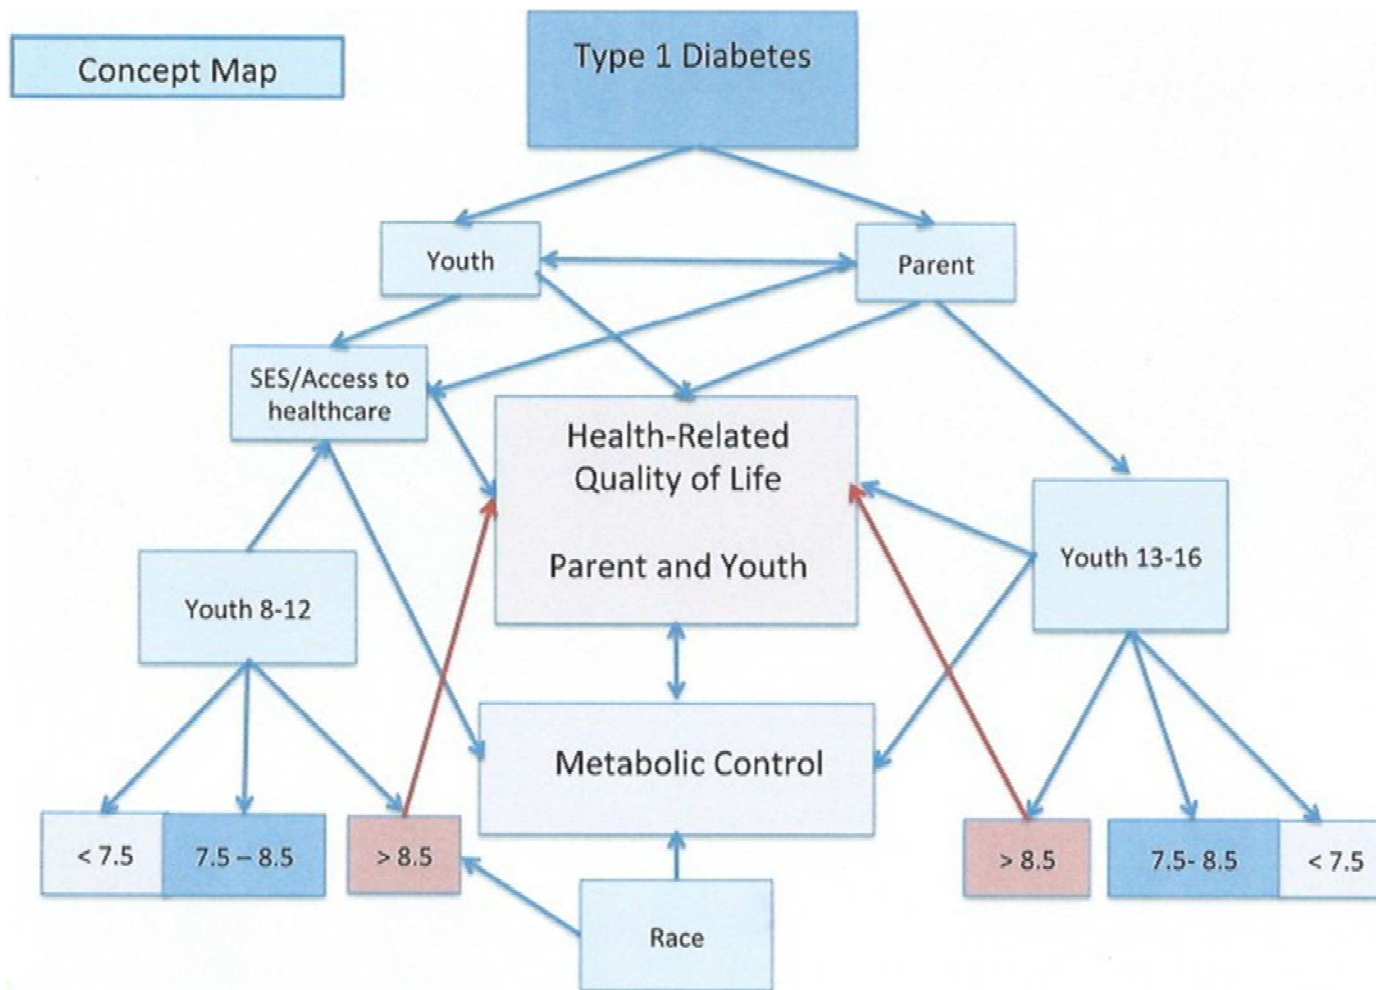 Concept Map
Type 1 Diabetes
Youth
Parent
SES/Access to
healthcare
Health-Related
Quality of Life
Parent and Youth
Youth 13-16
Youth 8-12
Metabolic Control
< 7.5
7.5 – 8.5
> 8.5
> 8.5
7.5- 8.5
< 7.5
Race